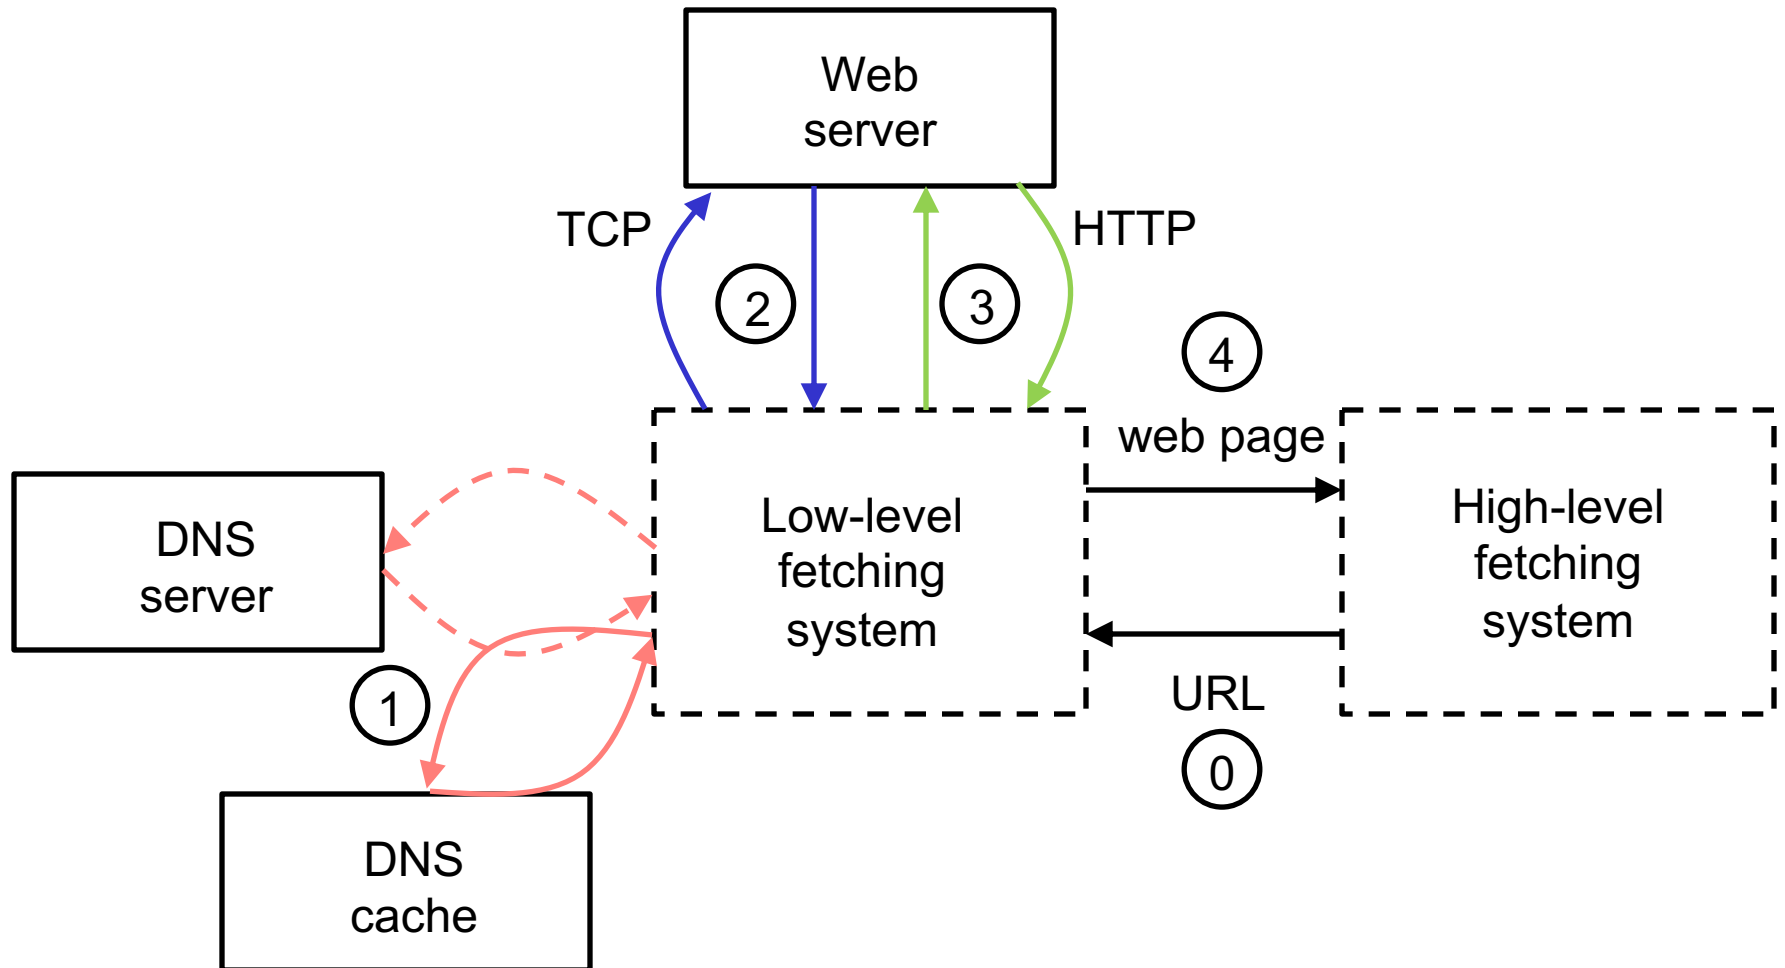 Web
server
TCP
HTTP
2
3
4
web page
DNS
server
Low-level
fetching
system
High-level
fetching
system
1
URL
0
DNS
cache